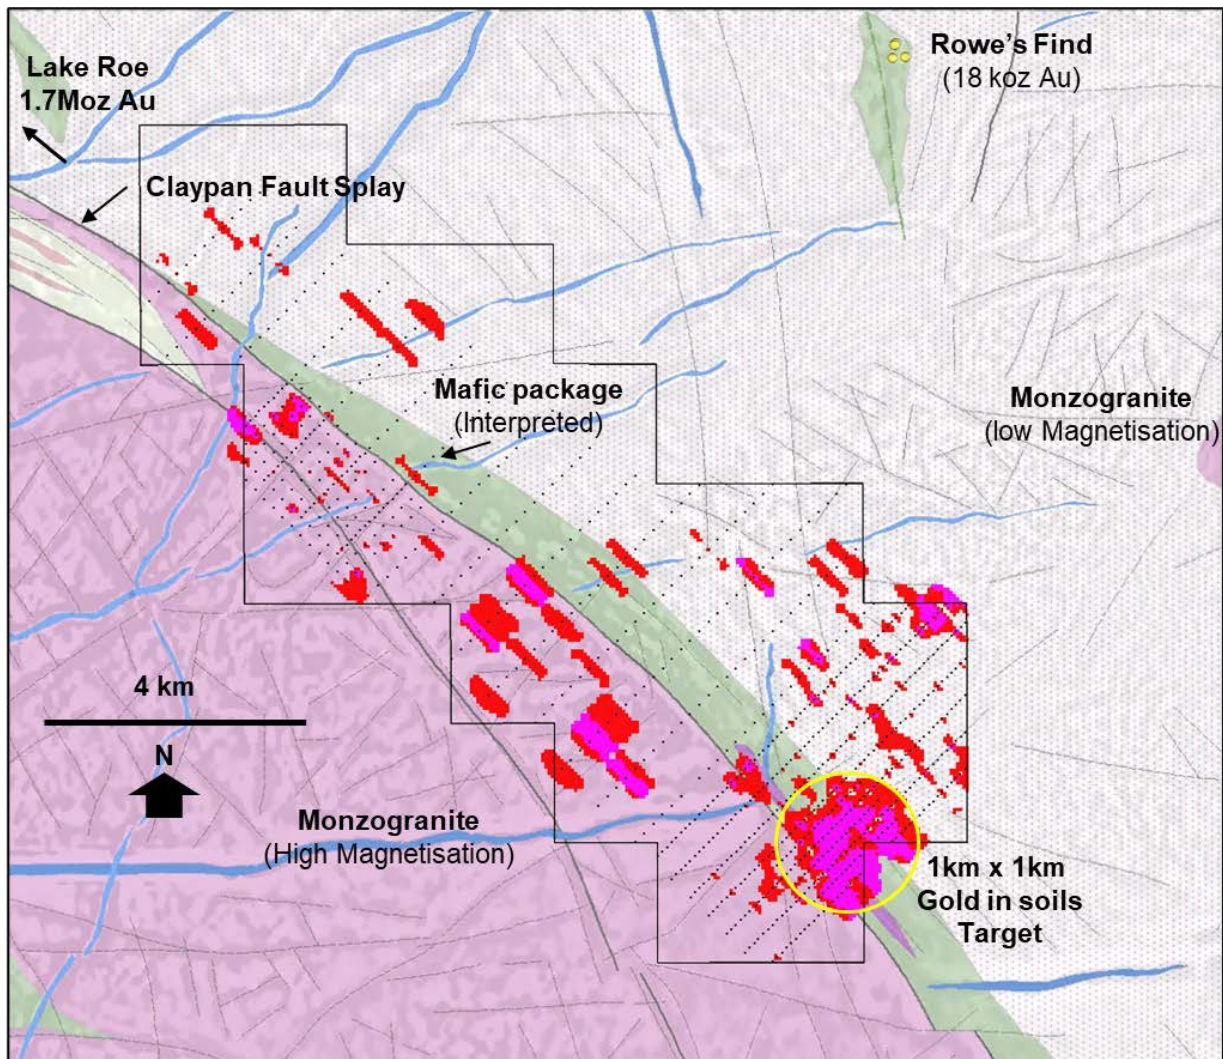 Lake Roe
1.7Moz Au
Rowe's Find
(18 koz Au)
Claypan Fault Splay
Mafic package
(Interpreted)
Monzogranite
(low Magnetisation)
4 km
N
Monzogranite
(High Magnetisation)
1km x 1km
Gold in soils
Target